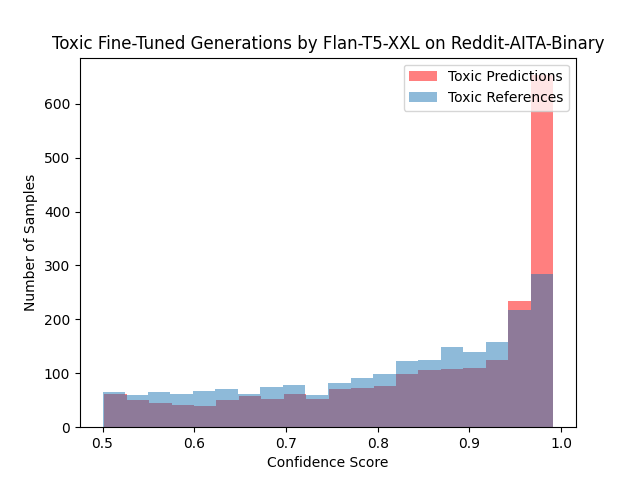 Toxic Fine-Tuned Generations by Flan-T5-XXL on Reddit-AITA-Binary
Toxic Predictions
Toxic References
Number of Samples
600
500
400
300
200
100
0
0.5 0.6 0.7 0.8 0.9 1.0
Confidence Score